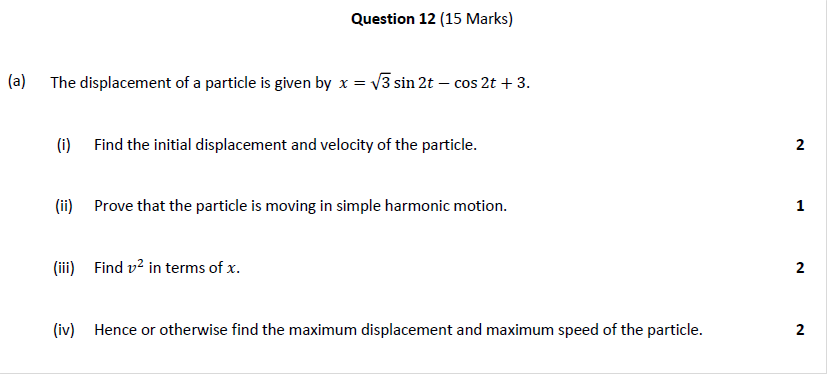 Question 12 (15 Marks)
(a) The displacement of a particle is given by x = √3 sin 2t − cos 2t + 3.
(i) Find the initial displacement and velocity of the particle. 2
(ii) Prove that the particle is moving in simple harmonic motion. 1
(iii) Find v² in terms of x. 2
(iv) Hence or otherwise find the maximum displacement and maximum speed of the particle. 2